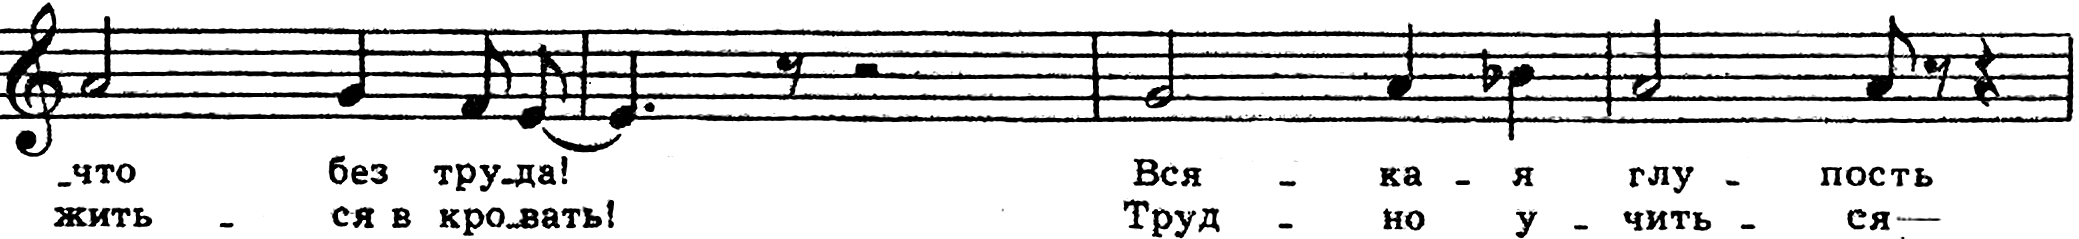 -что без тру-да! Вся - ка - я глу - пость
жить - ся в кро-вать! Труд - но у - чить - ся—